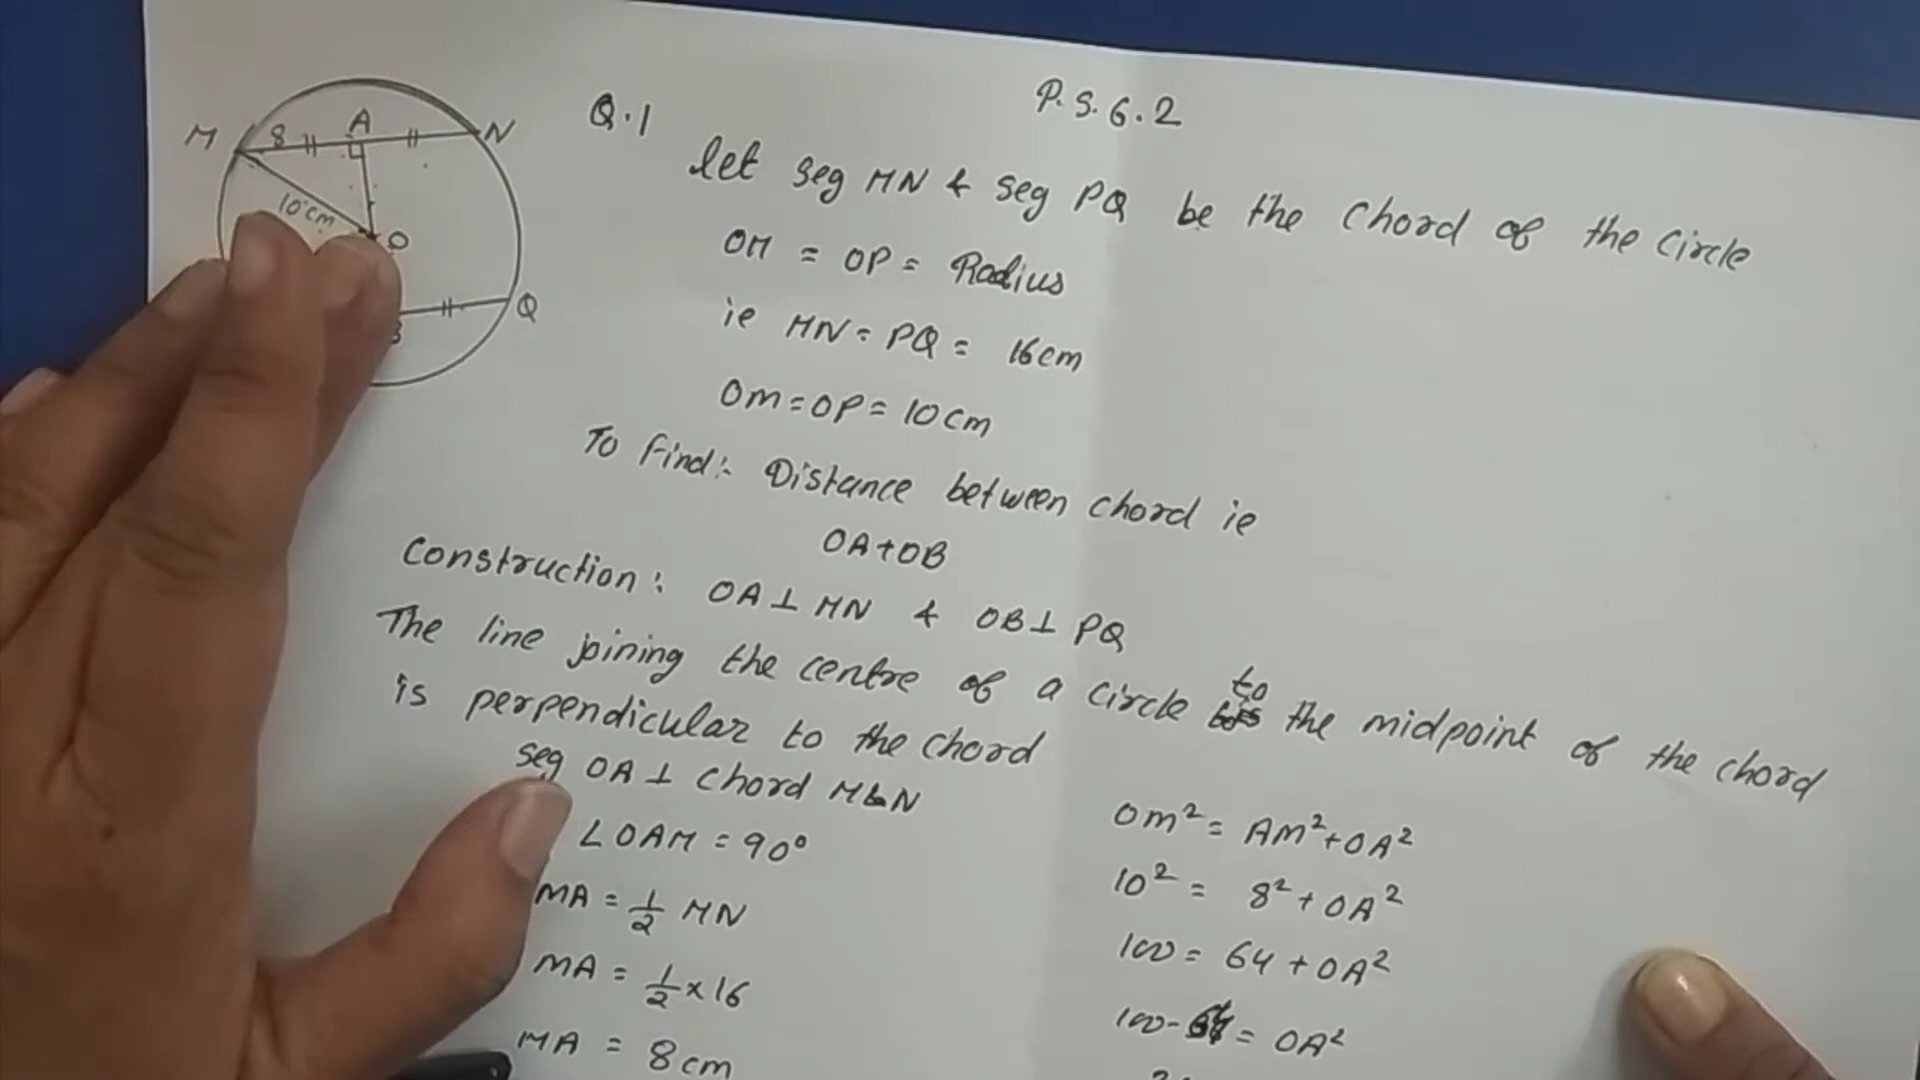 P.S.6.2
Q.1
let seg MN & seg PQ be the chord of the circle
OM = OP = Radius
ie MN = PQ = 16cm
OM = OP = 10cm
To find:- Distance between chord ie
OA+OB
Construction: OA⊥MN & OB⊥PQ
The line joining the centre of a circle to the midpoint of the chord
is perpendicular to the chord
seg OA⊥ Chord MN
∠OAM = 90°
MA = 1/2 MN
MA = 1/2 × 16
MA = 8cm
OM² = AM²+OA²
10² = 8²+OA²
100 = 64+OA²
100-64 = OA²
M 8 A N
10cm
O
B Q